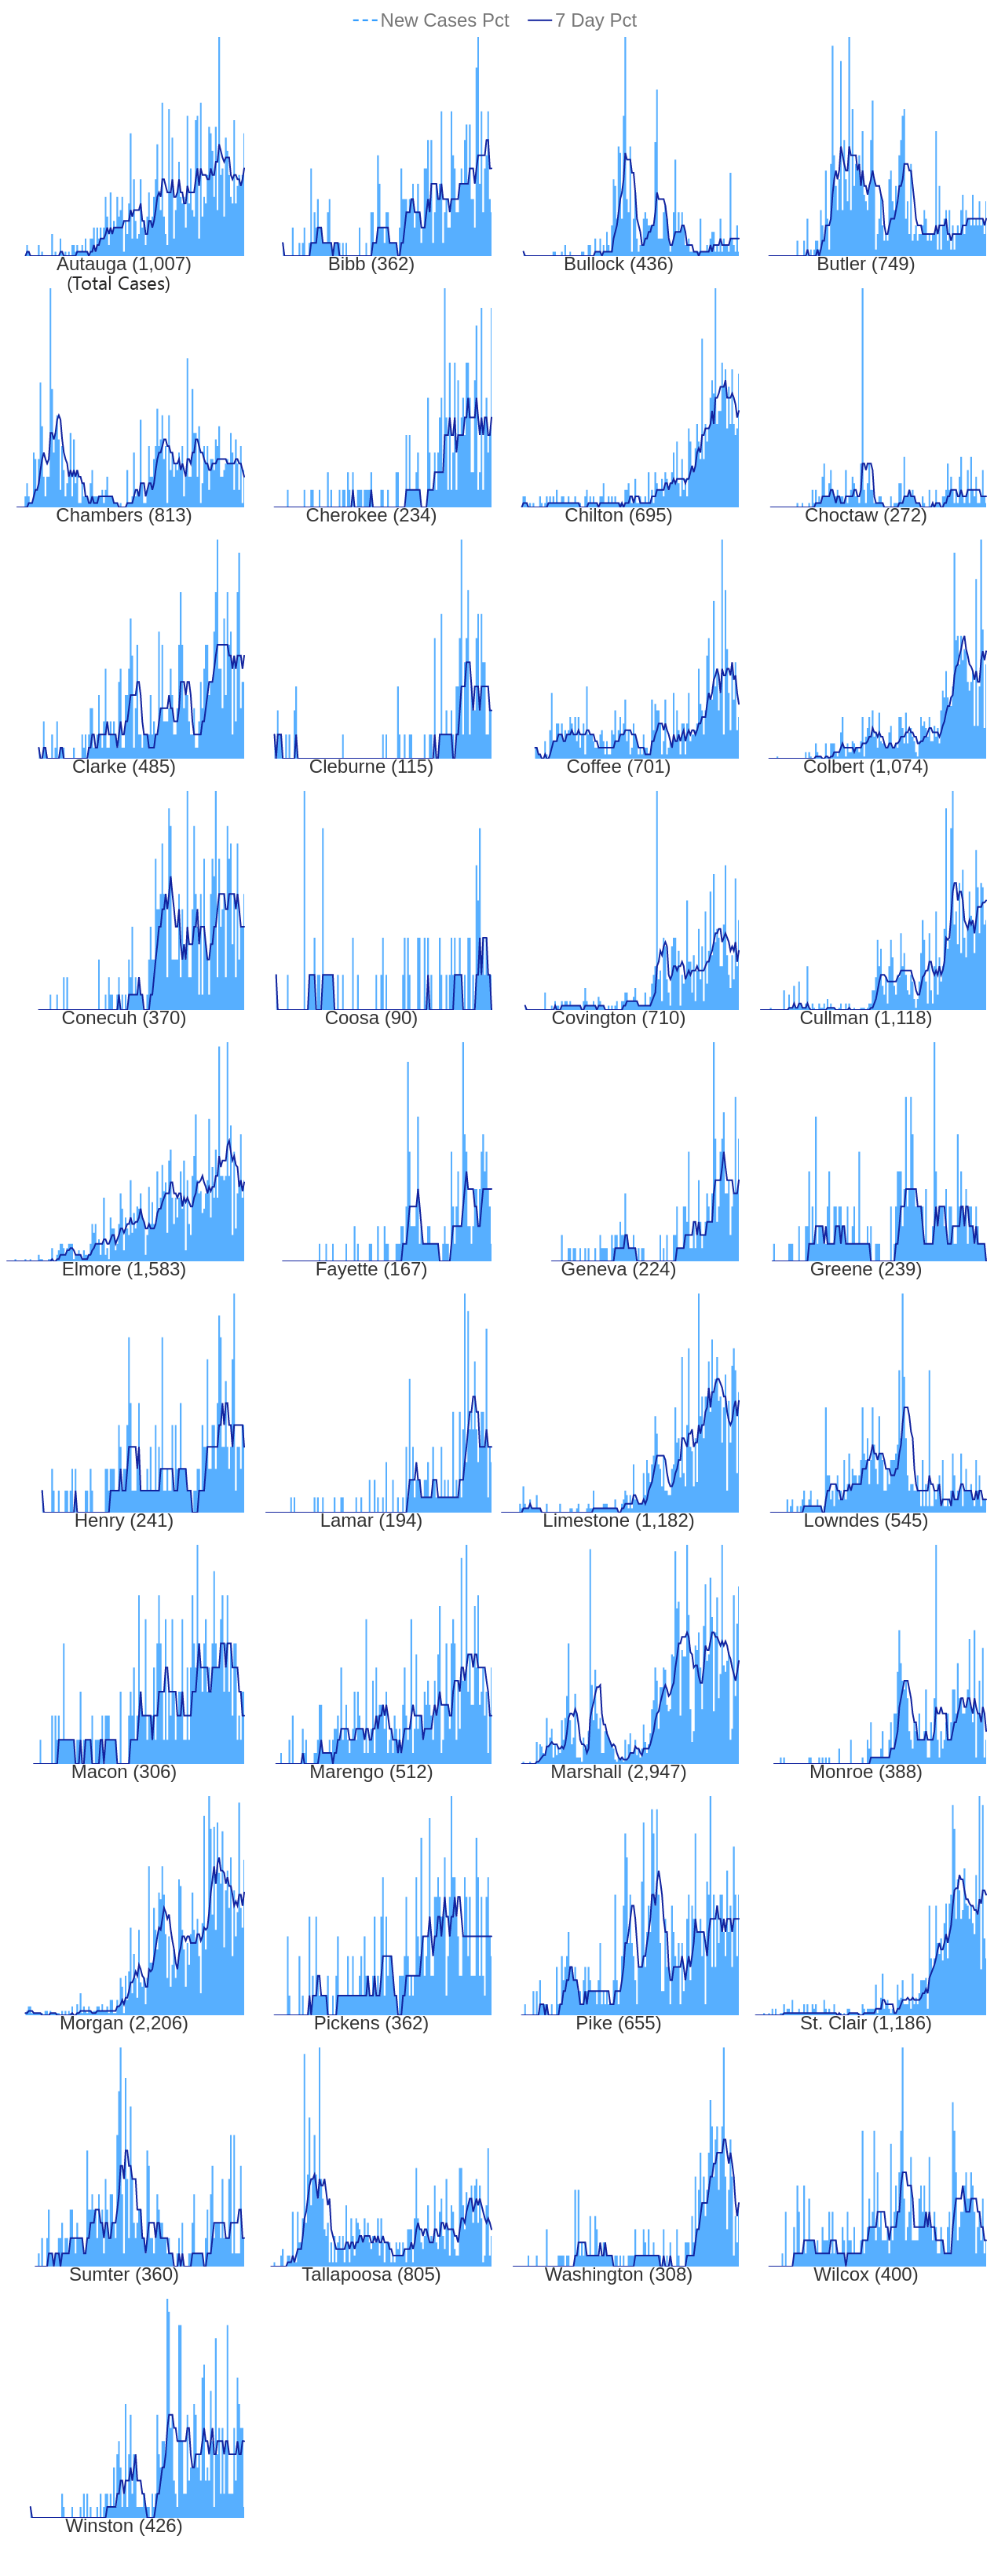 New Cases Pct 7 Day Pct
Autauga (1,007) Bibb (362) Bullock (436) Butler (749)
(Total Cases)
Chambers (813) Cherokee (234) Chilton (695) Choctaw (272)
Clarke (485) Cleburne (115) Coffee (701) Colbert (1,074)
Conecuh (370) Coosa (90) Covington (710) Cullman (1,118)
Elmore (1,583) Fayette (167) Geneva (224) Greene (239)
Henry (241) Lamar (194) Limestone (1,182) Lowndes (545)
Macon (306) Marengo (512) Marshall (2,947) Monroe (388)
Morgan (2,206) Pickens (362) Pike (655) St. Clair (1,186)
Sumter (360) Tallapoosa (805) Washington (308) Wilcox (400)
Winston (426)